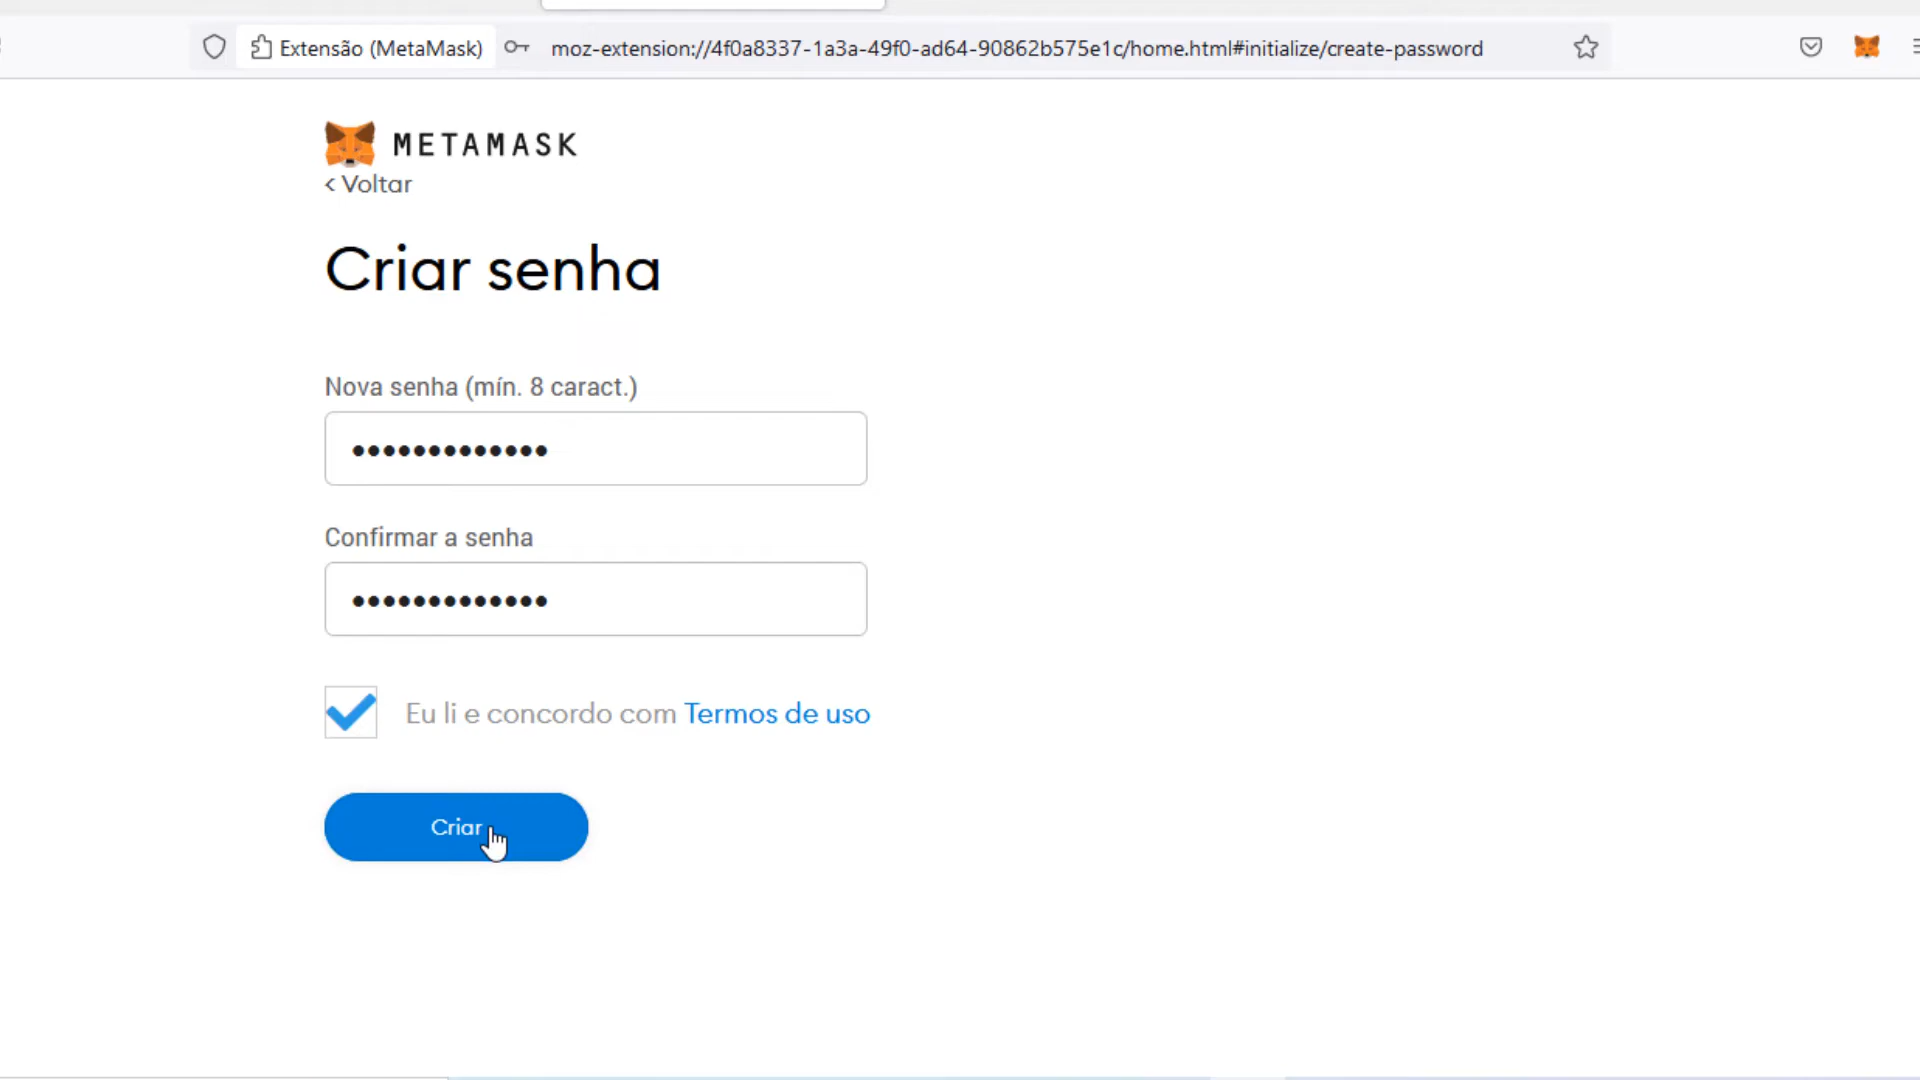 Extensão (MetaMask) moz-extension://4f0a8337-1a3a-49f0-ad64-90862b575e1c/home.html#initialize/create-password
METAMASK
< Voltar
Criar senha
Nova senha (mín. 8 caract.)
•••••••••••••
Confirmar a senha
•••••••••••••
Eu li e concordo com Termos de uso
Criar